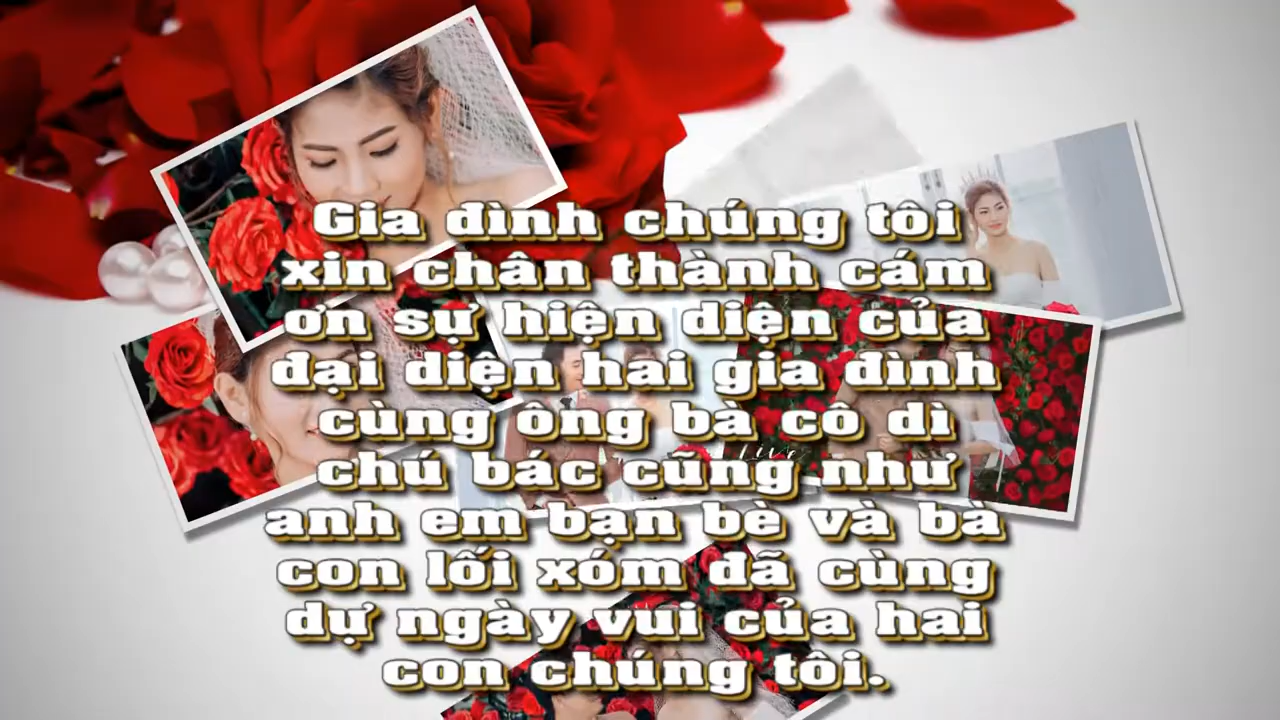 Gia đình chúng tôi
xin chân thành cám
ơn sự hiện diện của
đại diện hai gia đình
cùng ông bà cô dì
Live
chú bác cũng như
anh em bạn bè và bà
con lối xóm đã cùng
dự ngày vui của hai
con chúng tôi.